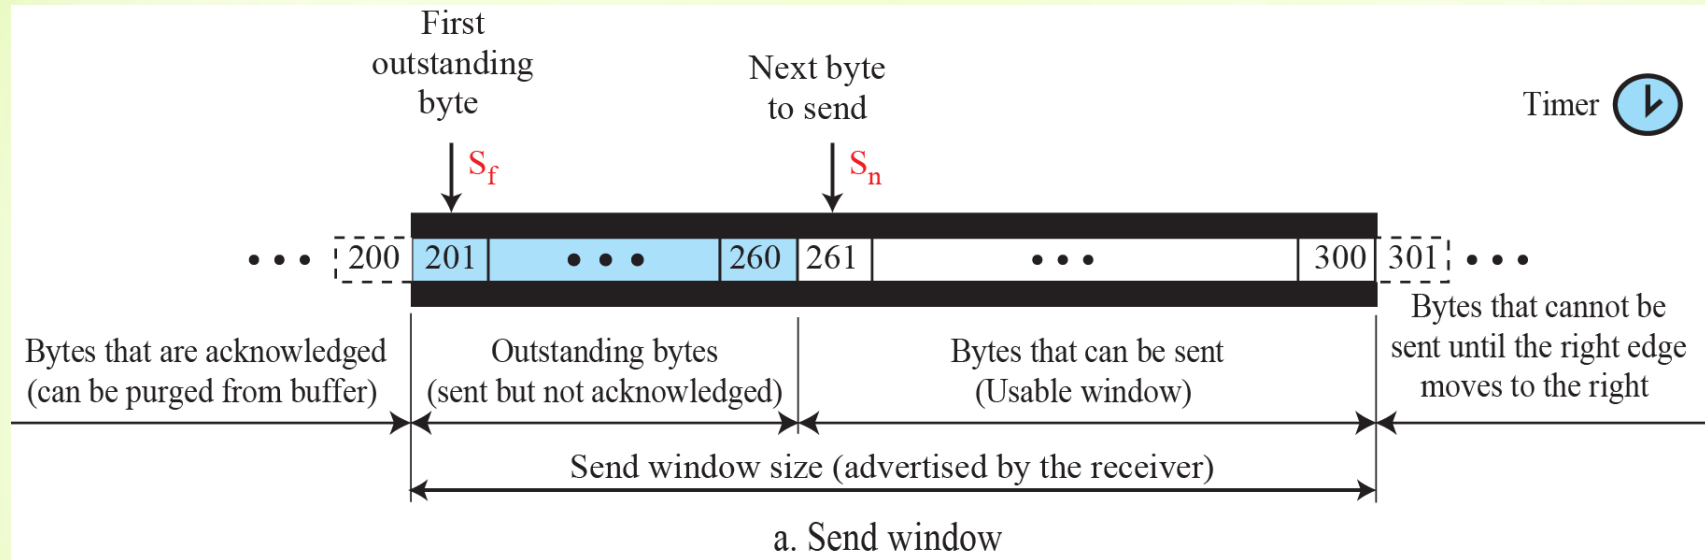 First
outstanding
byte
Next byte
to send
Timer
S_f
S_n
••• 200 201 ••• 260 261 ••• 300 301 •••
Bytes that are acknowledged
(can be purged from buffer)
Outstanding bytes
(sent but not acknowledged)
Bytes that can be sent
(Usable window)
Bytes that cannot be
sent until the right edge
moves to the right
Send window size (advertised by the receiver)
a. Send window